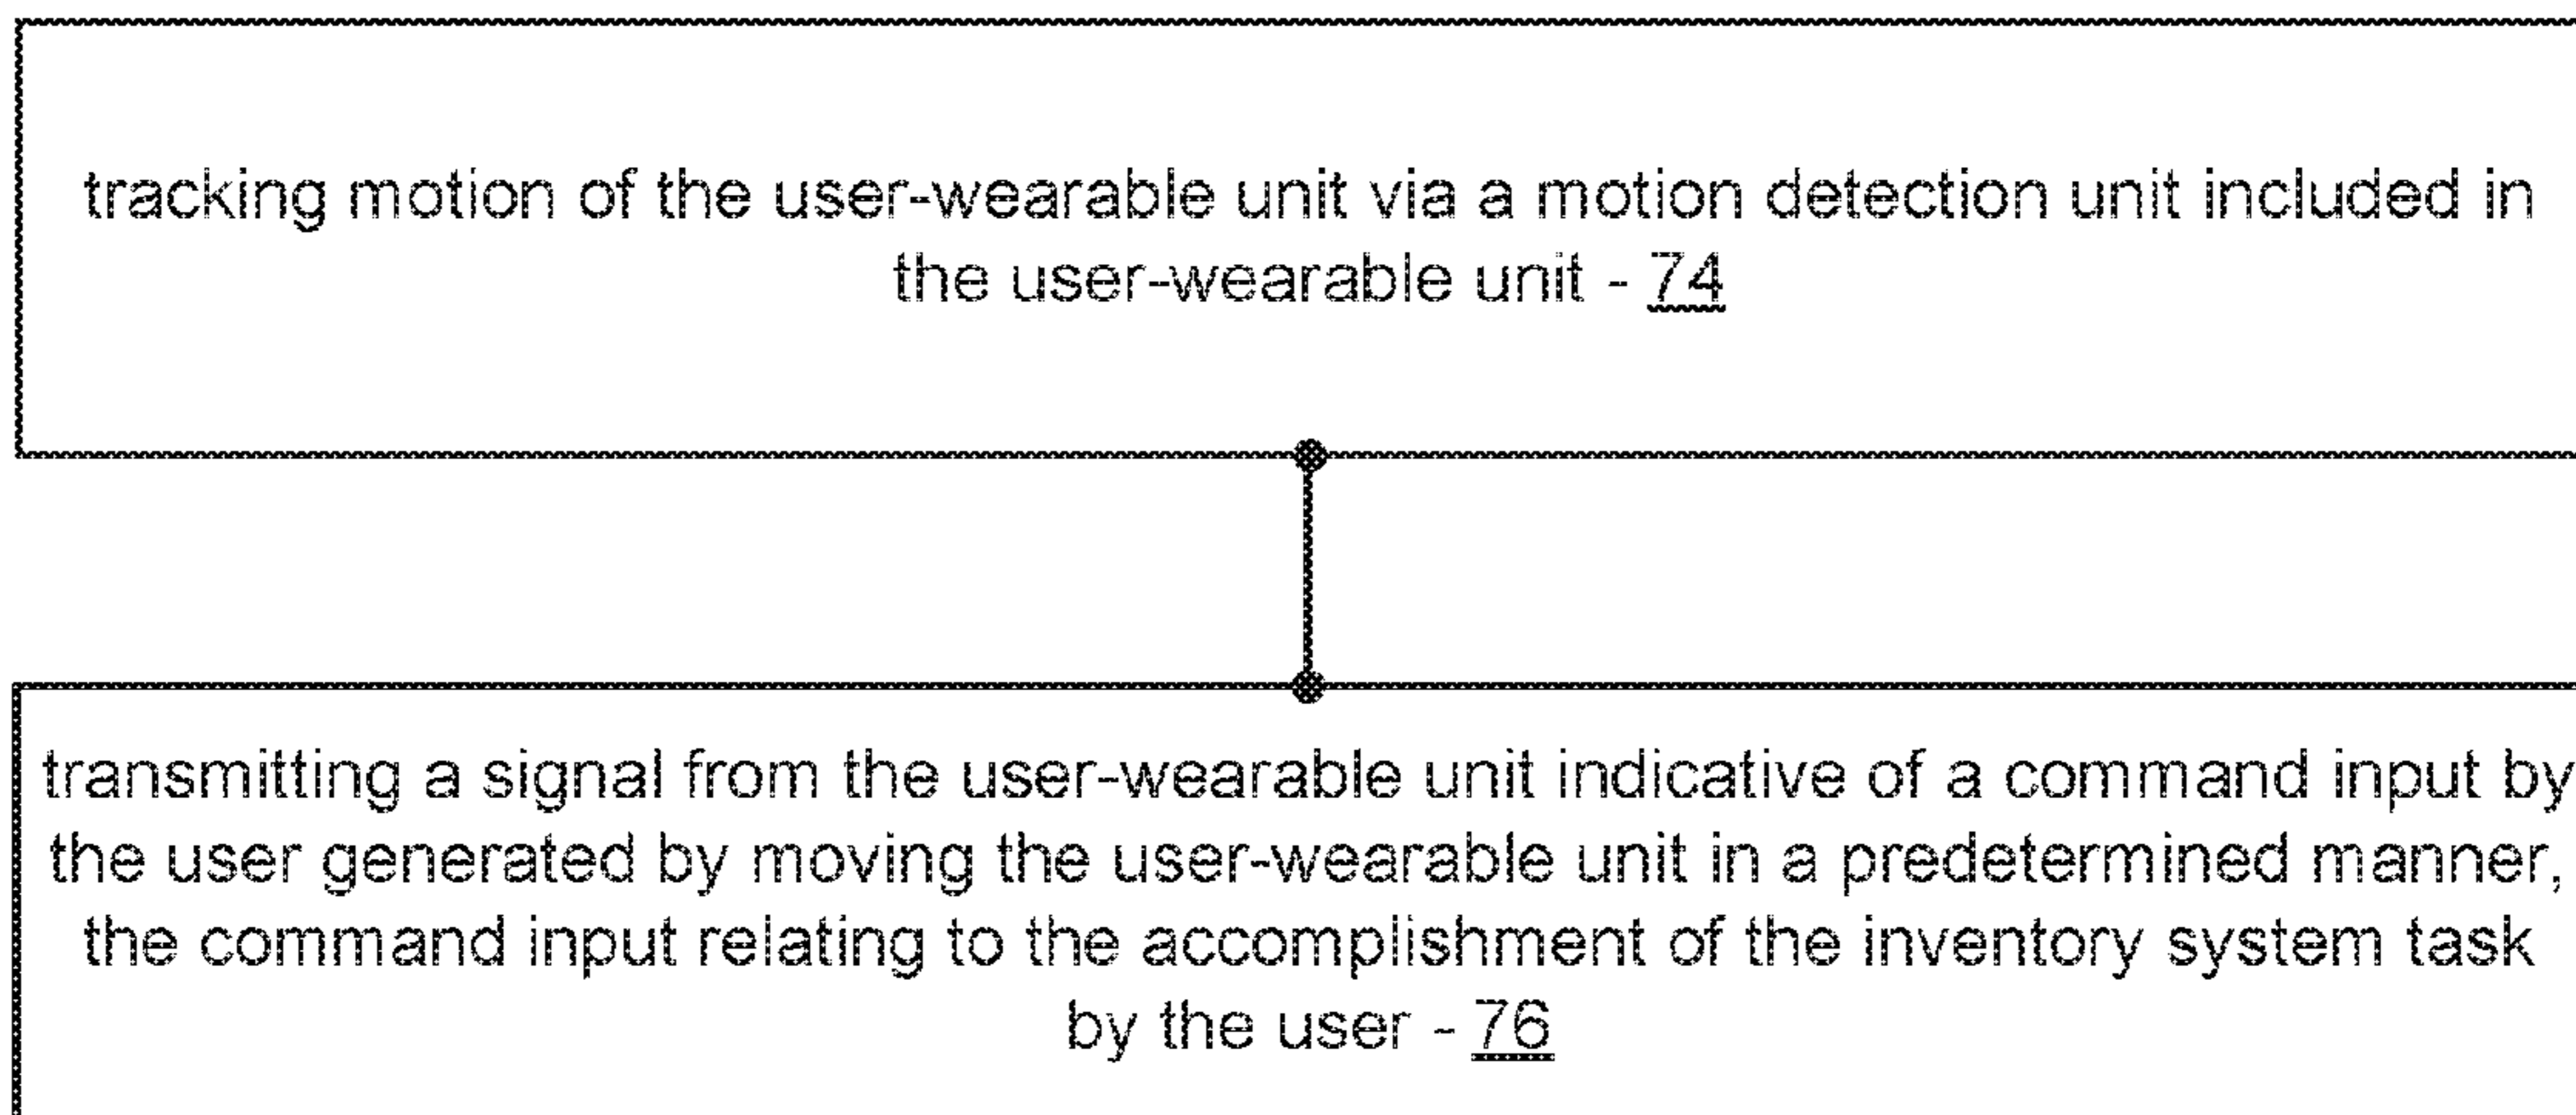 tracking motion of the user-wearable unit via a motion detection unit included in
the user-wearable unit - 74
transmitting a signal from the user-wearable unit indicative of a command input by
the user generated by moving the user-wearable unit in a predetermined manner,
the command input relating to the accomplishment of the inventory system task
by the user - 76